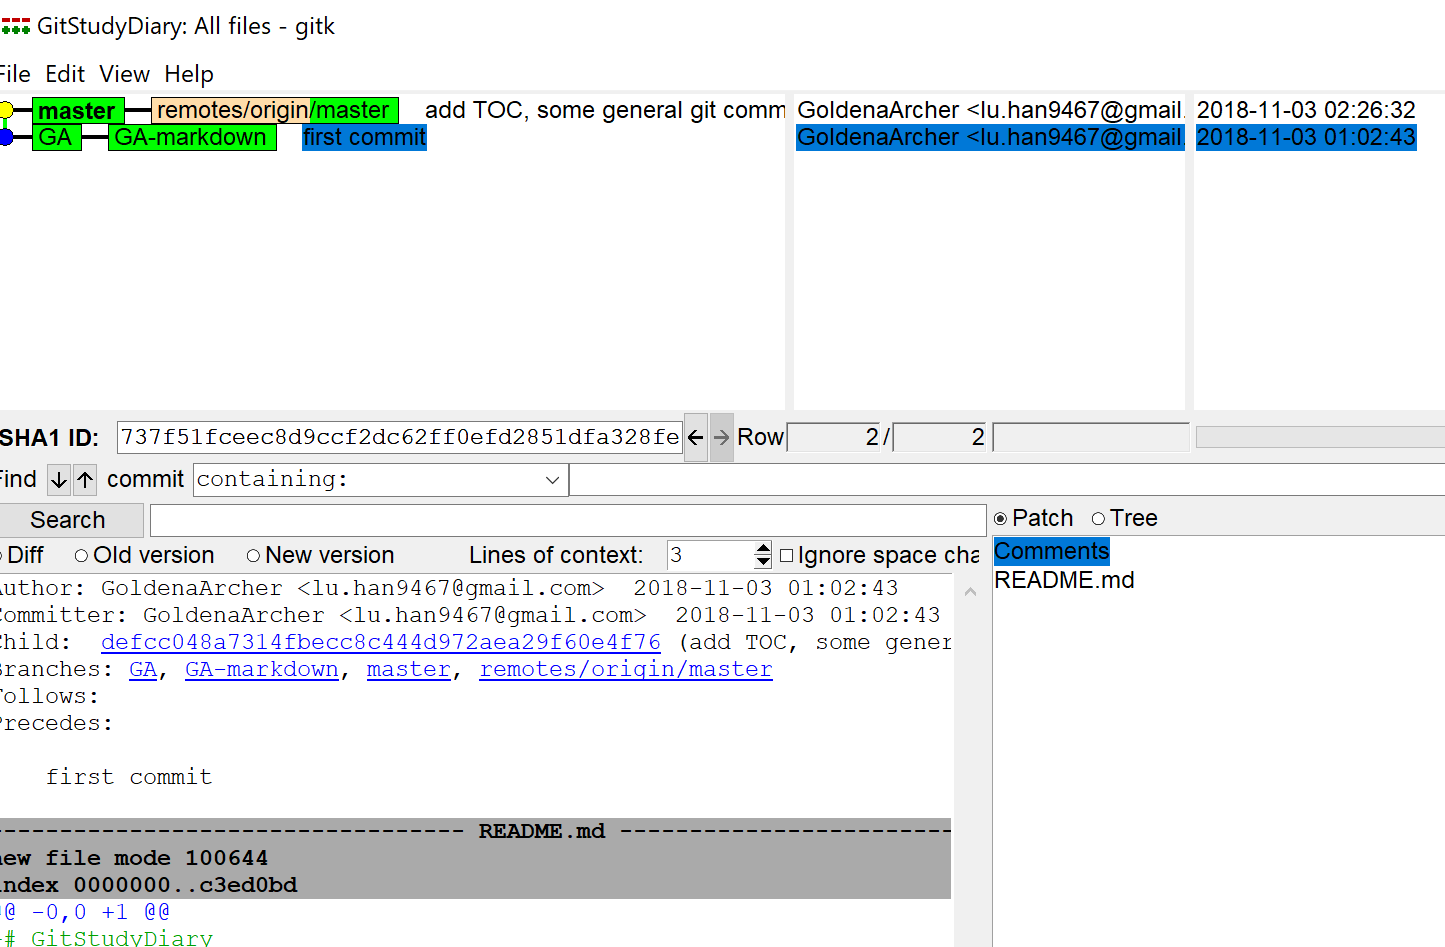 GitStudyDiary: All files - gitk
File Edit View Help
master remotes/origin/master add TOC, some general git comm GoldenaArcher <lu.han9467@gmail. 2018-11-03 02:26:32
GA GA-markdown first commit GoldenaArcher <lu.han9467@gmail. 2018-11-03 01:02:43
SHA1 ID: 737f51fceec8d9ccf2dc62ff0efd2851dfa328fe ← → Row 2 / 2
Find ↓ ↑ commit containing:
Search
Patch Tree
Diff Old version New version Lines of context: 3 Ignore space cha
Comments
README.md
Author: GoldenaArcher <lu.han9467@gmail.com> 2018-11-03 01:02:43
Committer: GoldenaArcher <lu.han9467@gmail.com> 2018-11-03 01:02:43
Child: defcc048a7314fbecc8c444d972aea29f60e4f76 (add TOC, some gener
Branches: GA, GA-markdown, master, remotes/origin/master
Follows:
Precedes:
first commit
---------------------------------- README.md ------------------------
new file mode 100644
index 0000000..c3ed0bd
@@ -0,0 +1 @@
+# GitStudyDiary